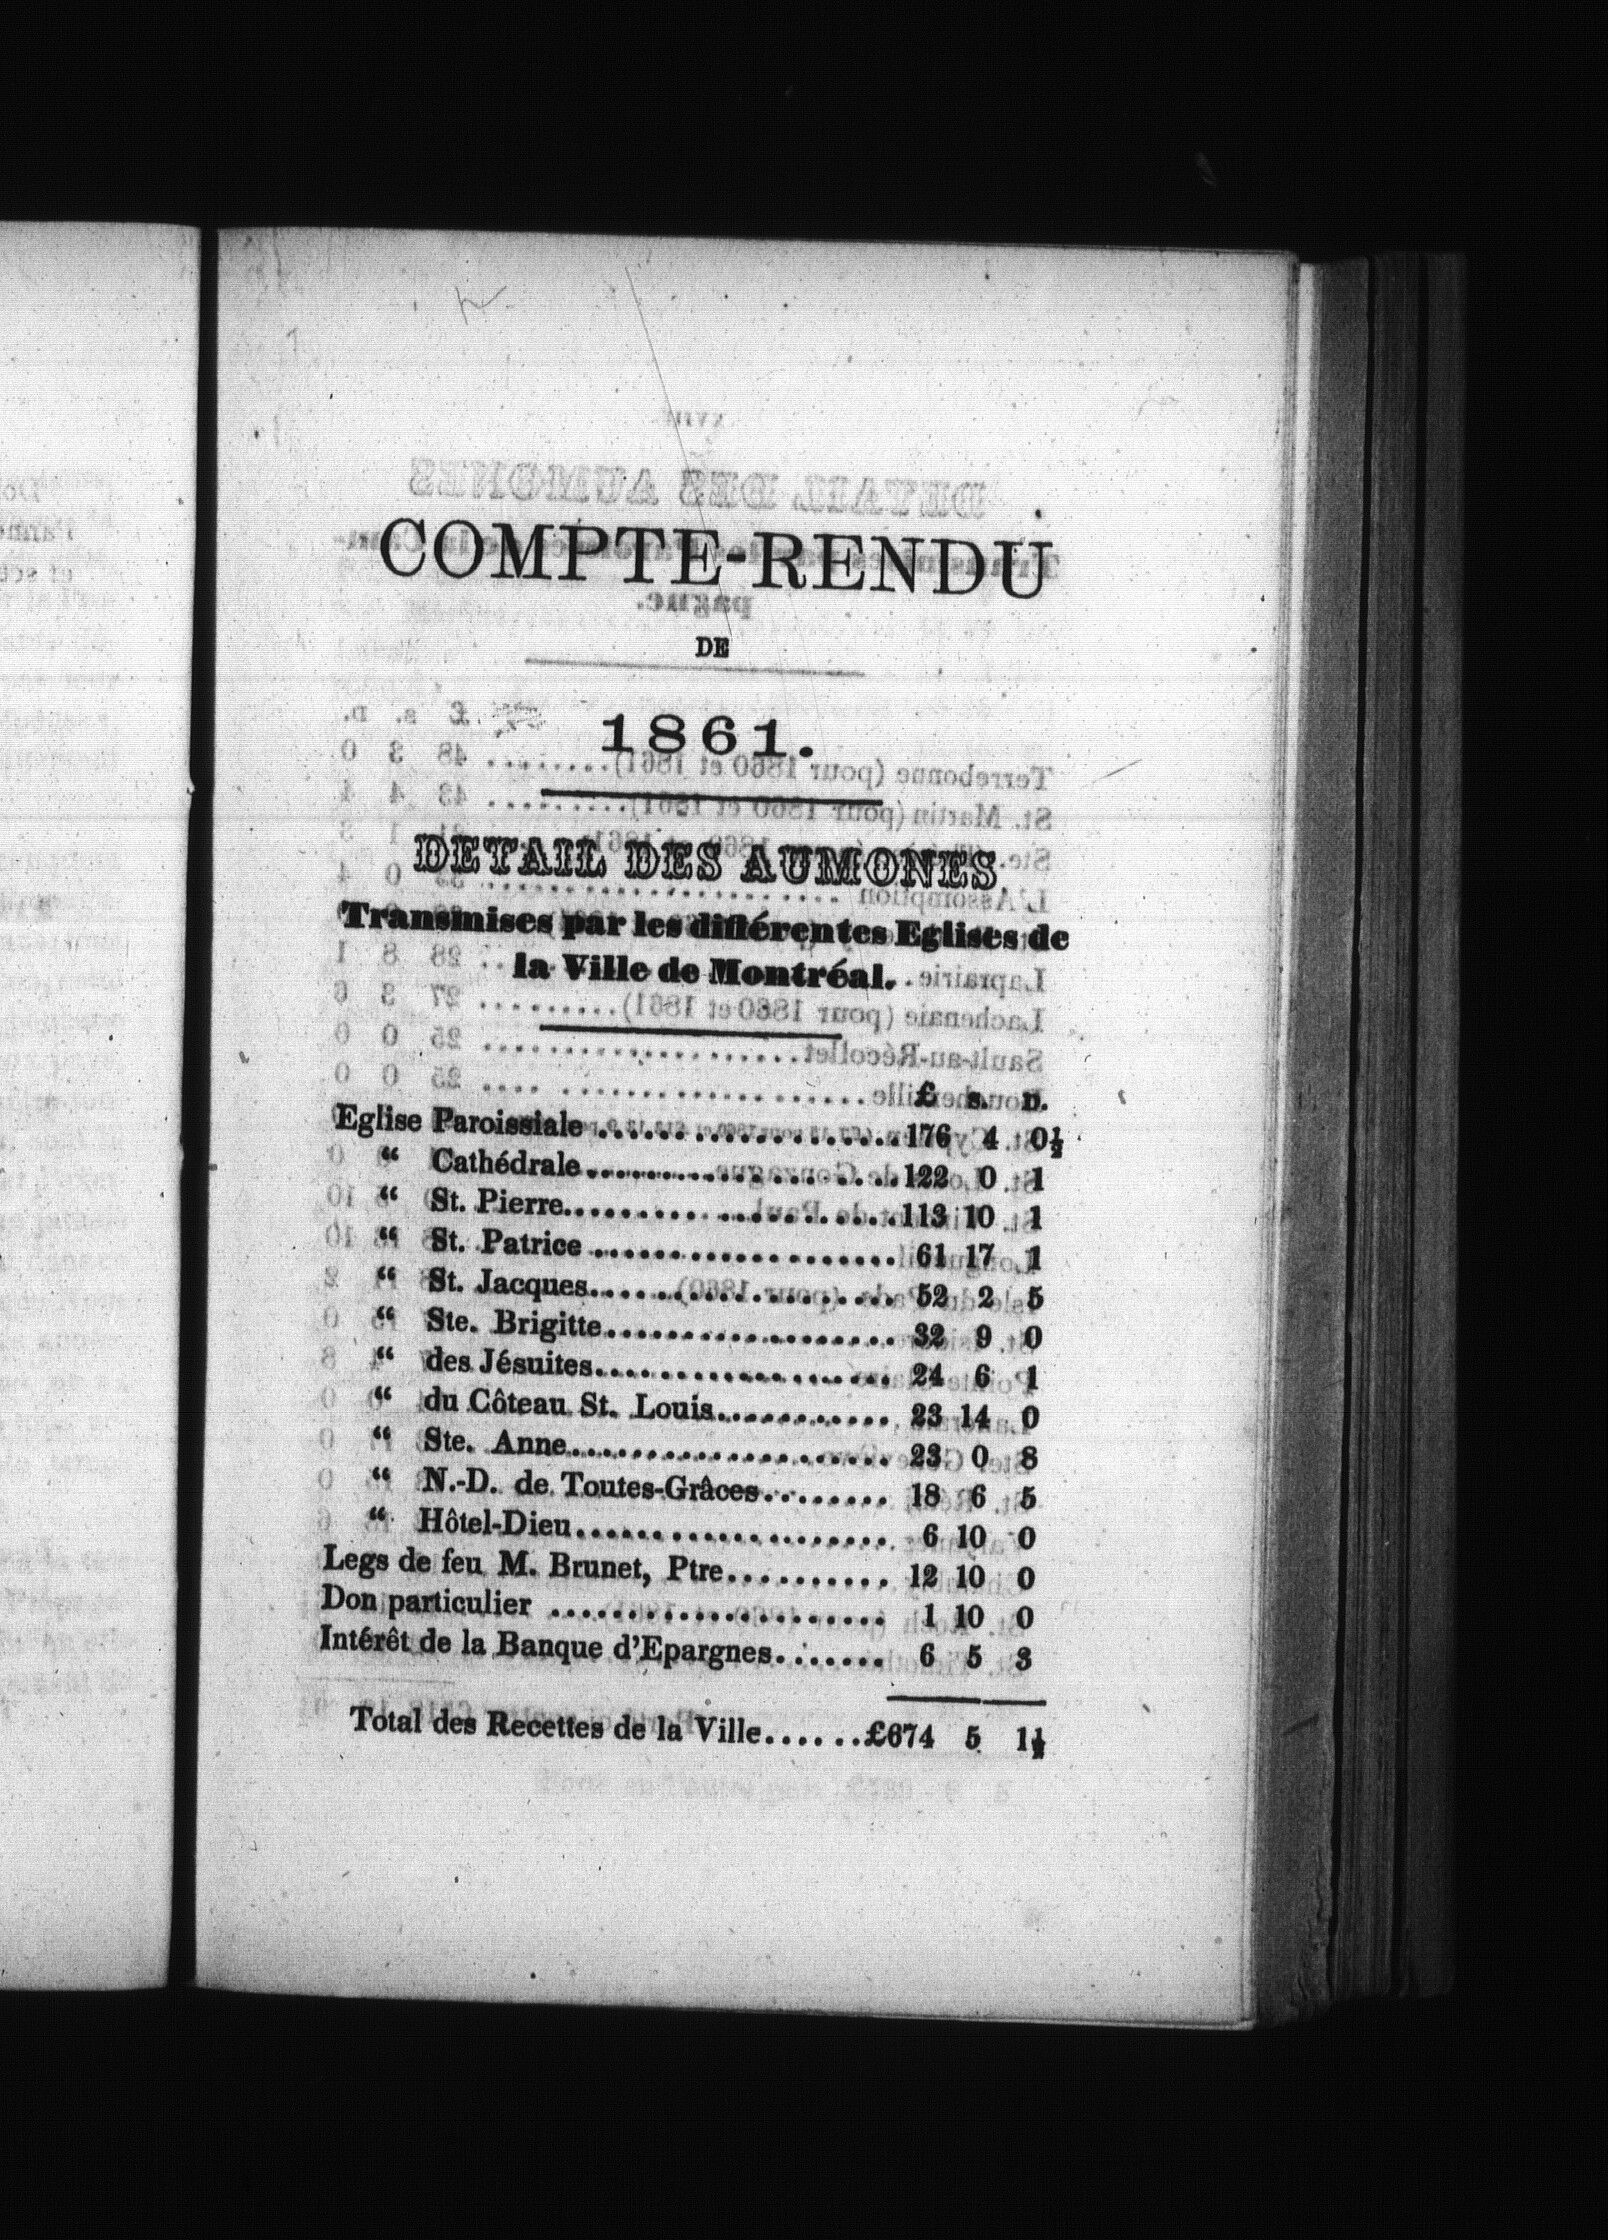 COMPTE-RENDU
DE
1861.
DETAIL DES AUMONES
Transmises par les différentes Eglises de
la Ville de Montréal.
£ s. D.
Eglise Paroissiale .................... 176 4 0½
“ Cathédrale .................... 122 0 1
“ St. Pierre .................... 113 10 1
“ St. Patrice .................... 61 17 1
“ St. Jacques .................... 52 2 5
“ Ste. Brigitte .................... 32 9 0
“ des Jésuites .................... 24 6 1
“ du Côteau St. Louis ........... 23 14 0
“ Ste. Anne .................... 23 0 8
“ N.-D. de Toutes-Grâces ........ 18 6 5
“ Hôtel-Dieu .................... 6 10 0
Legs de feu M. Brunet, Ptre .......... 12 10 0
Don particulier .................... 1 10 0
Intérêt de la Banque d’Epargnes ....... 6 5 3
Total des Recettes de la Ville ...... £674 5 1½